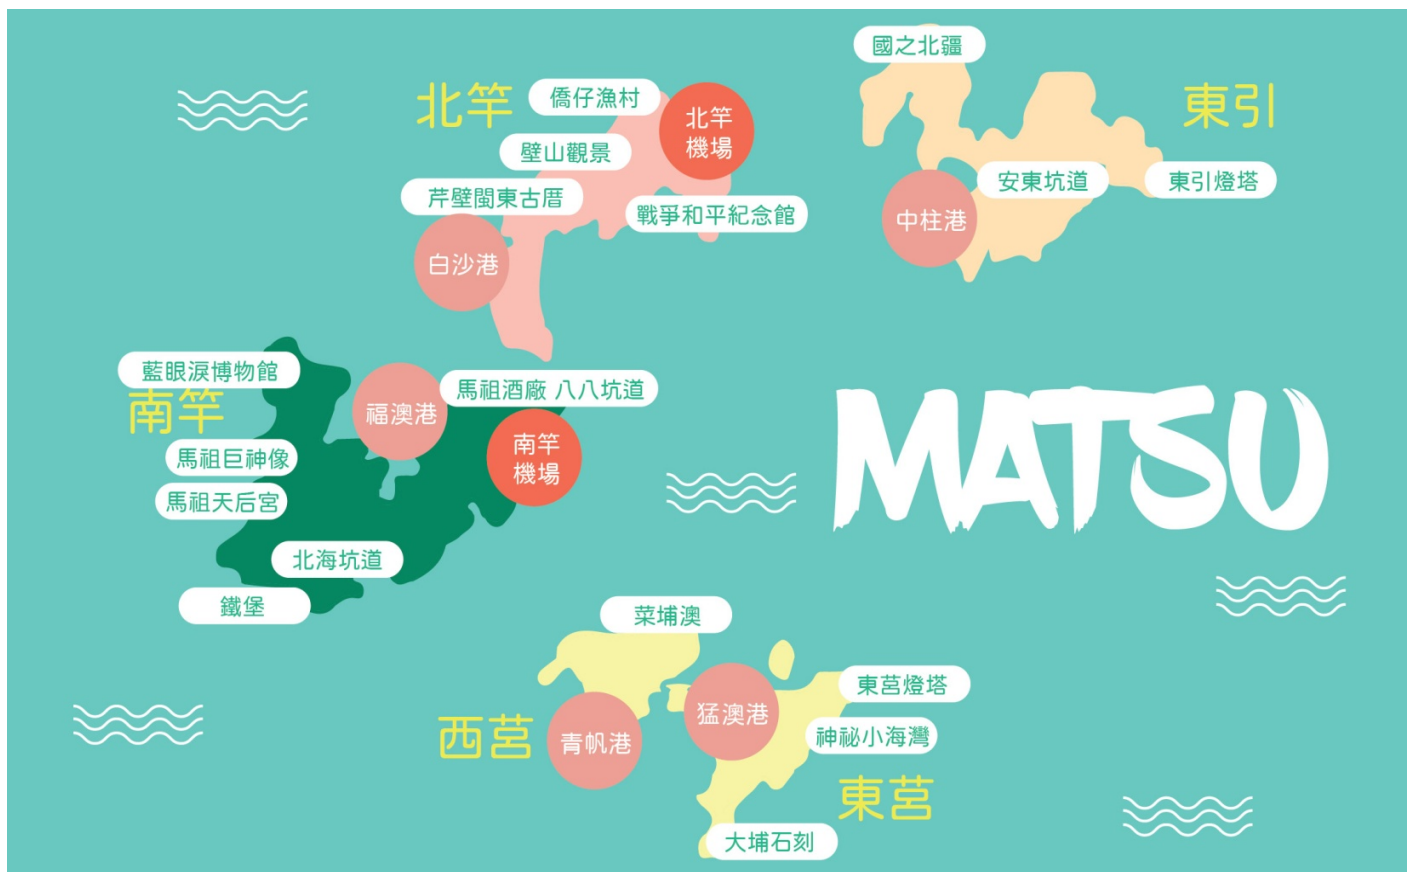 國之北疆
北竿
僑仔漁村
北竿
機場
東引
壁山觀景
安東坑道
東引燈塔
芹壁閩東古厝
戰爭和平紀念館
中柱港
白沙港
藍眼淚博物館
南竿
福澳港
馬祖酒廠 八八坑道
南竿
機場
MATSU
馬祖巨神像
馬祖天后宮
北海坑道
鐵堡
菜埔澳
東莒燈塔
猛澳港
西莒
青帆港
神祕小海灣
東莒
大埔石刻